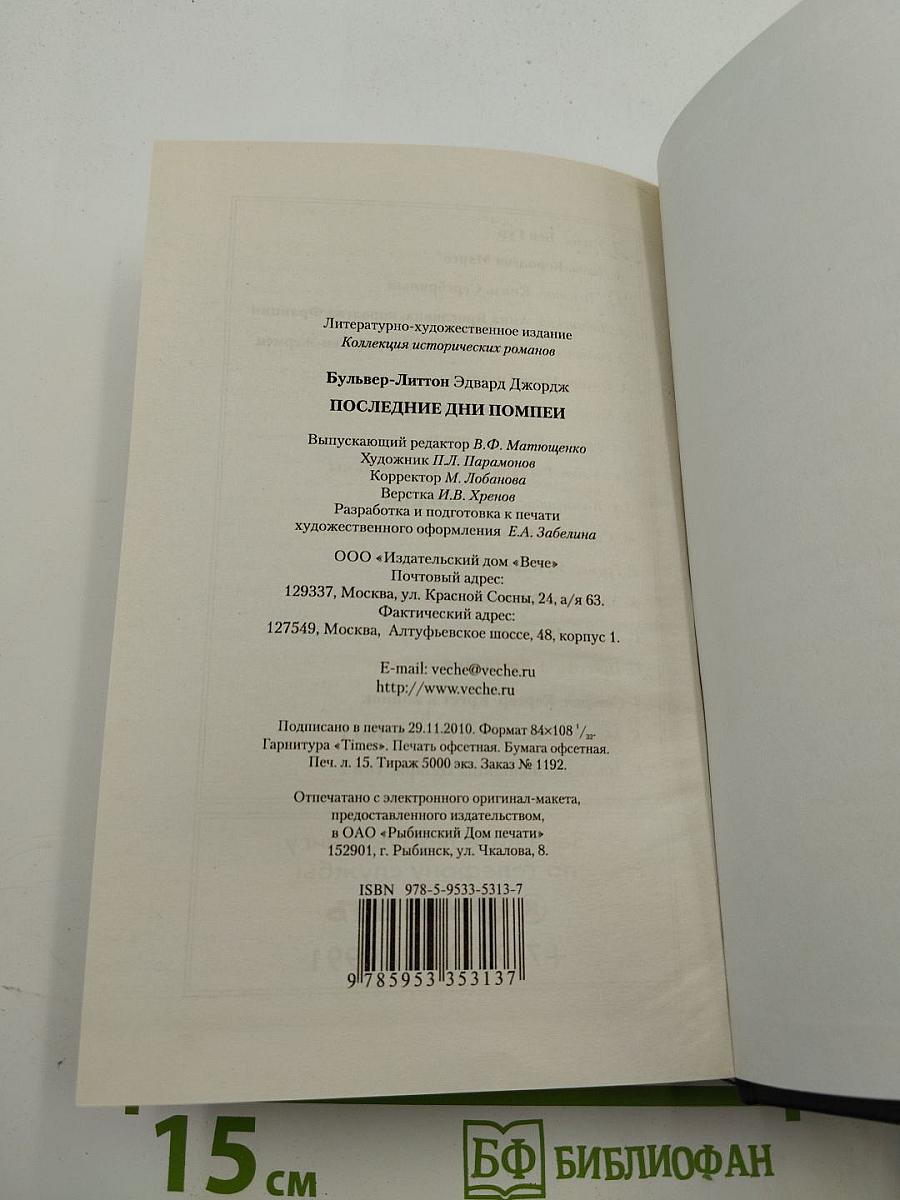 Литературно-художественное издание
Коллекция исторических романов
Бульвер-Литтон Эдвард Джордж
ПОСЛЕДНИЕ ДНИ ПОМПЕИ
Выпускающий редактор В.Ф. Матющенко
Художник П.Л. Парамонов
Корректор М. Лобанова
Верстка И.В. Хренов
Разработка и подготовка к печати
художественного оформления Е.А. Забелина
ООО «Издательский дом «Вече»
Почтовый адрес:
129337, Москва, ул. Красной Сосны, 24, а/я 63.
Фактический адрес:
127549, Москва, Алтуфьевское шоссе, 48, корпус 1.
E-mail: veche@veche.ru
http://www.veche.ru
Подписано в печать 29.11.2010. Формат 84×108 1/32.
Гарнитура «Times». Печать офсетная. Бумага офсетная.
Печ. л. 15. Тираж 5000 экз. Заказ № 1192.
Отпечатано с электронного оригинал-макета,
предоставленного издательством,
в ОАО «Рыбинский Дом печати»
152901, г. Рыбинск, ул. Чкалова, 8.
ISBN 978-5-9533-5313-7
9 785953 353137
15 см
БФ БИБЛИОФАН